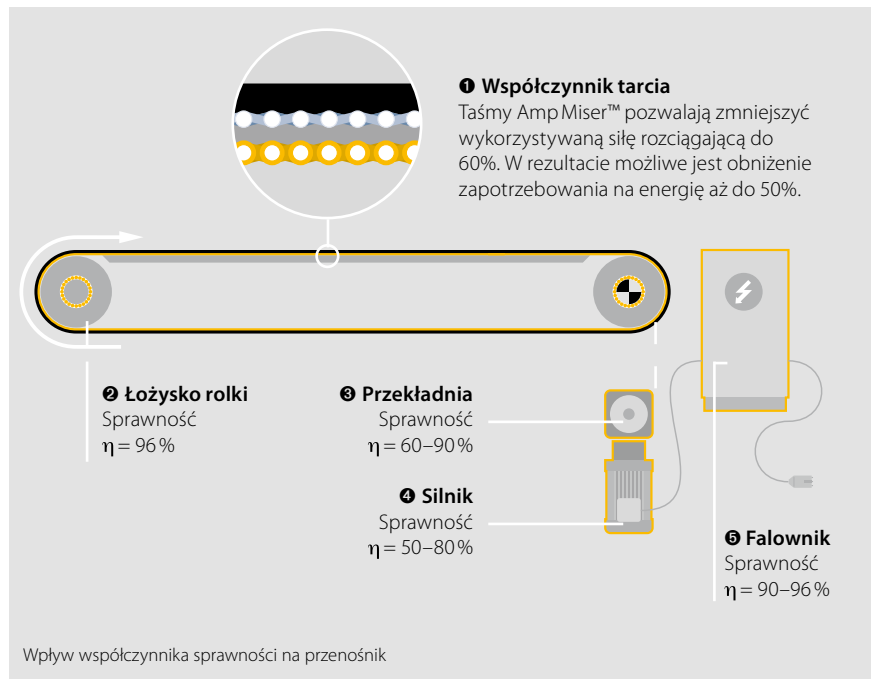 ❶ Współczynnik tarcia
Taśmy Amp Miser™ pozwalają zmniejszyć
wykorzystywaną siłę rozciągającą do
60%. W rezultacie możliwe jest obniżenie
zapotrzebowania na energię aż do 50%.
❷ Łożysko rolki
Sprawność
η = 96 %
❸ Przekładnia
Sprawność
η = 60–90 %
❹ Silnik
Sprawność
η = 50–80 %
❺ Falownik
Sprawność
η = 90–96 %
Wpływ współczynnika sprawności na przenośnik